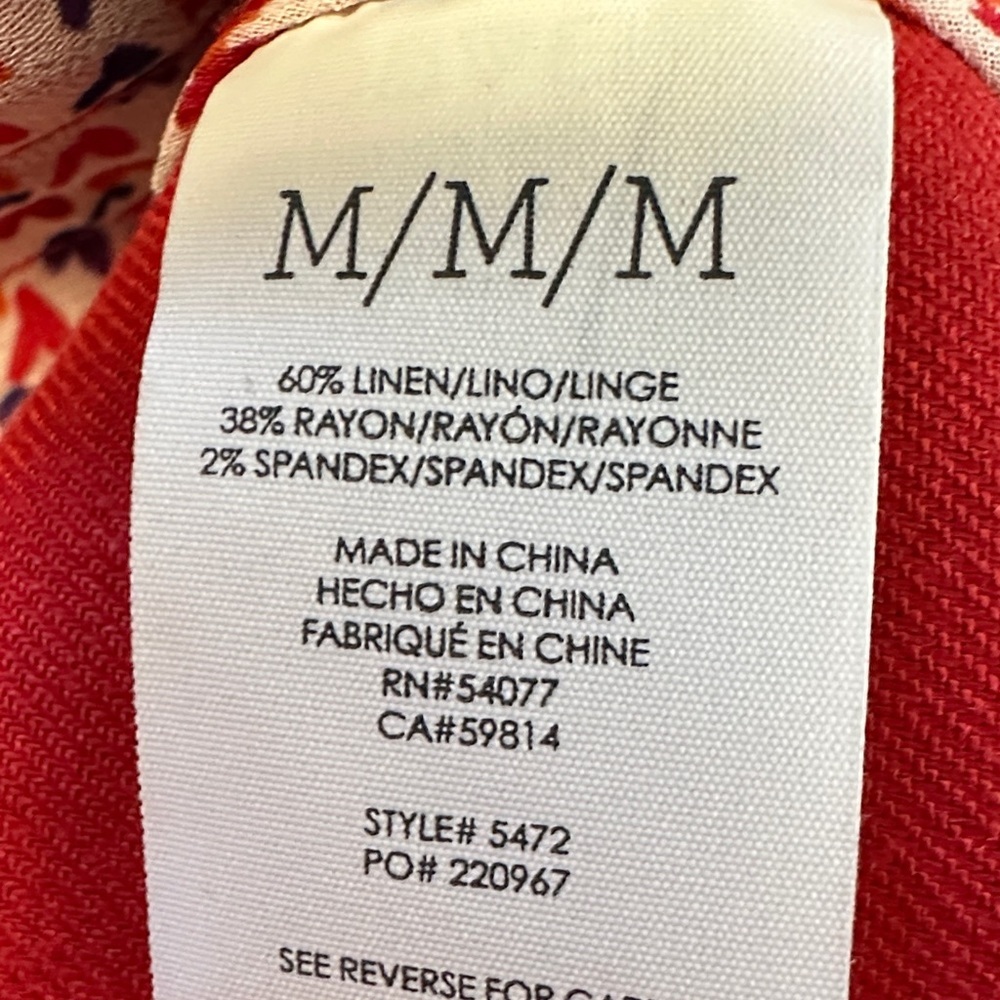 M/M/M
60% LINEN/LINO/LINGE
38% RAYON/RAYÓN/RAYONNE
2% SPANDEX/SPANDEX/SPANDEX
MADE IN CHINA
HECHO EN CHINA
FABRIQUÉ EN CHINE
RN#54077
CA#59814
STYLE# 5472
PO# 220967
SEE REVERSE FOR